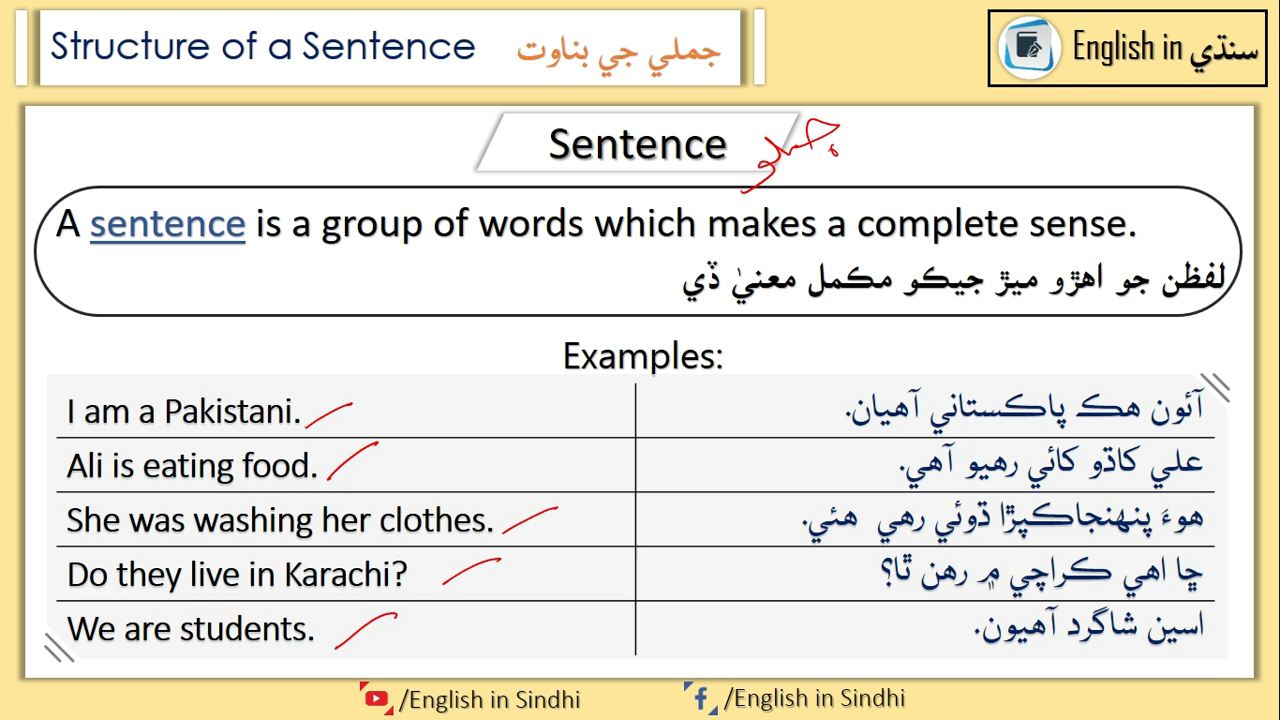 Structure of a Sentence جملي جي بناوت
English in سنڌي
Sentence
جملو
A sentence is a group of words which makes a complete sense.
لفظن جو اهڙو ميڙ جيڪو مڪمل معنيٰ ڏي
Examples:
I am a Pakistani. آئون هڪ پاڪستاني آهيان.
Ali is eating food. علي کاڌو کائي رهيو آهي.
She was washing her clothes. هوءَ پنهنجاڪپڙا ڌوئي رهي هئي.
Do they live in Karachi? ڇا اهي ڪراچي ۾ رهن ٿا؟
We are students. اسين شاگرد آهيون.
/English in Sindhi /English in Sindhi